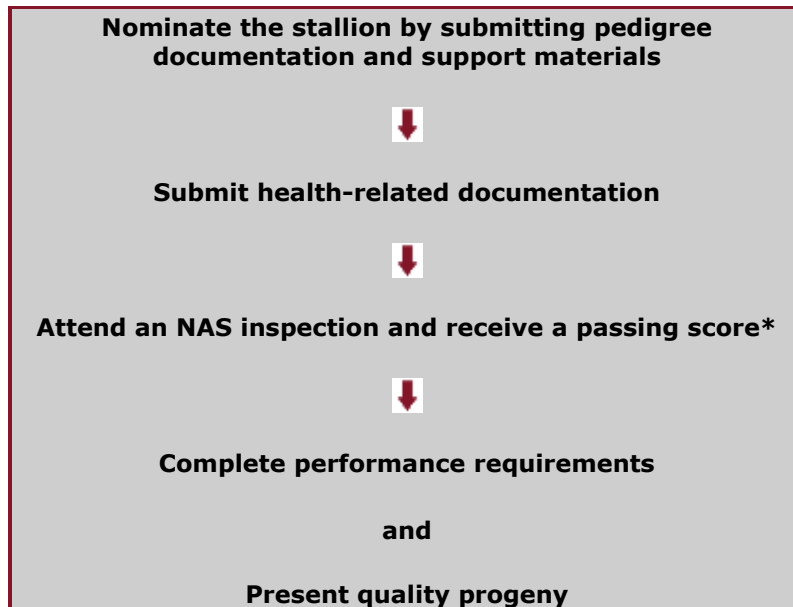 Nominate the stallion by submitting pedigree
documentation and support materials
Submit health-related documentation
Attend an NAS inspection and receive a passing score*
Complete performance requirements
and
Present quality progeny